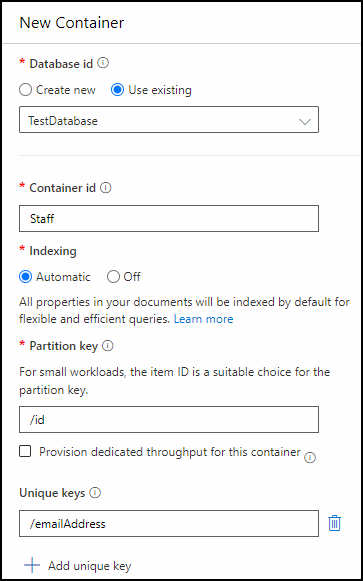 New Container
* Database id
Create new Use existing
TestDatabase
* Container id
Staff
* Indexing
Automatic Off
All properties in your documents will be indexed by default for
flexible and efficient queries. Learn more
* Partition key
For small workloads, the item ID is a suitable choice for the
partition key.
/id
Provision dedicated throughput for this container
Unique keys
/emailAddress
+ Add unique key